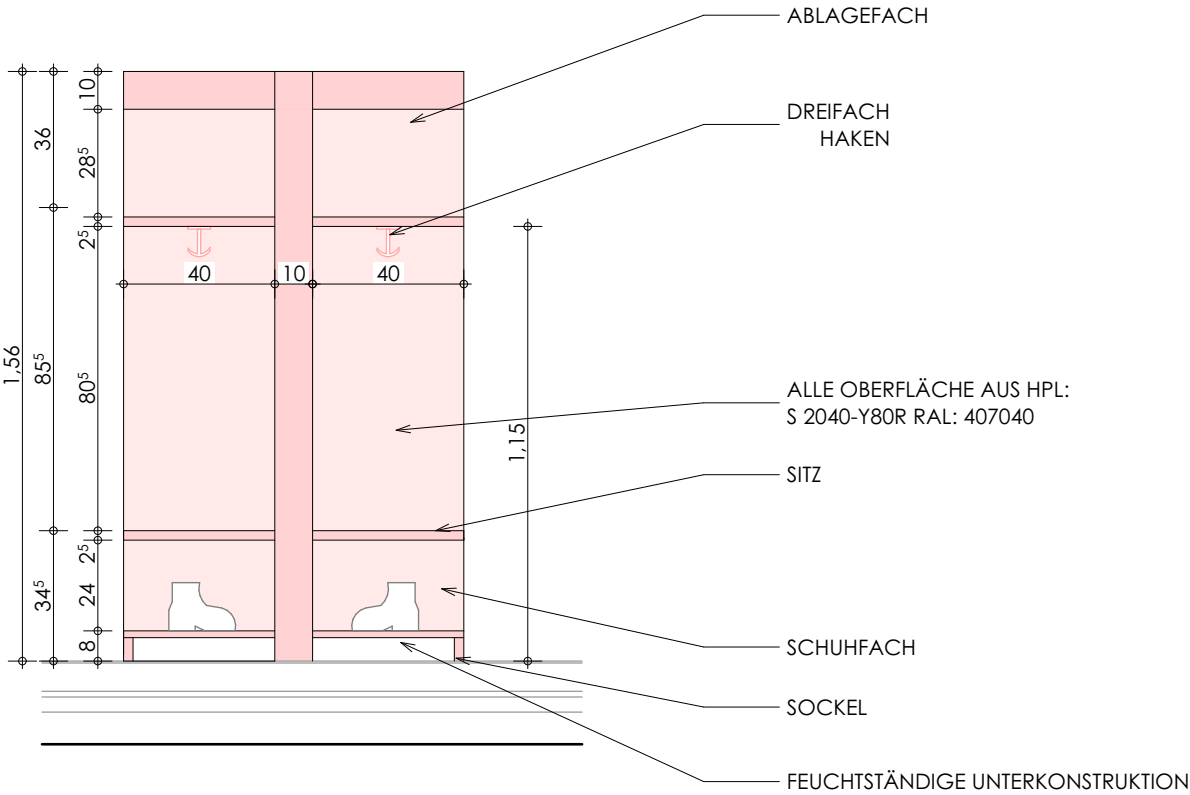 ABLAGEFACH
DREIFACH
HAKEN
ALLE OBERFLÄCHE AUS HPL:
S 2040-Y80R RAL: 407040
SITZ
SCHUHFACH
SOCKEL
FEUCHTSTÄNDIGE UNTERKONSTRUKTION
1,56
36
85⁵
34⁵
10
28⁵
2⁵
80⁵
2⁵
24
8
40
10
40
1,15